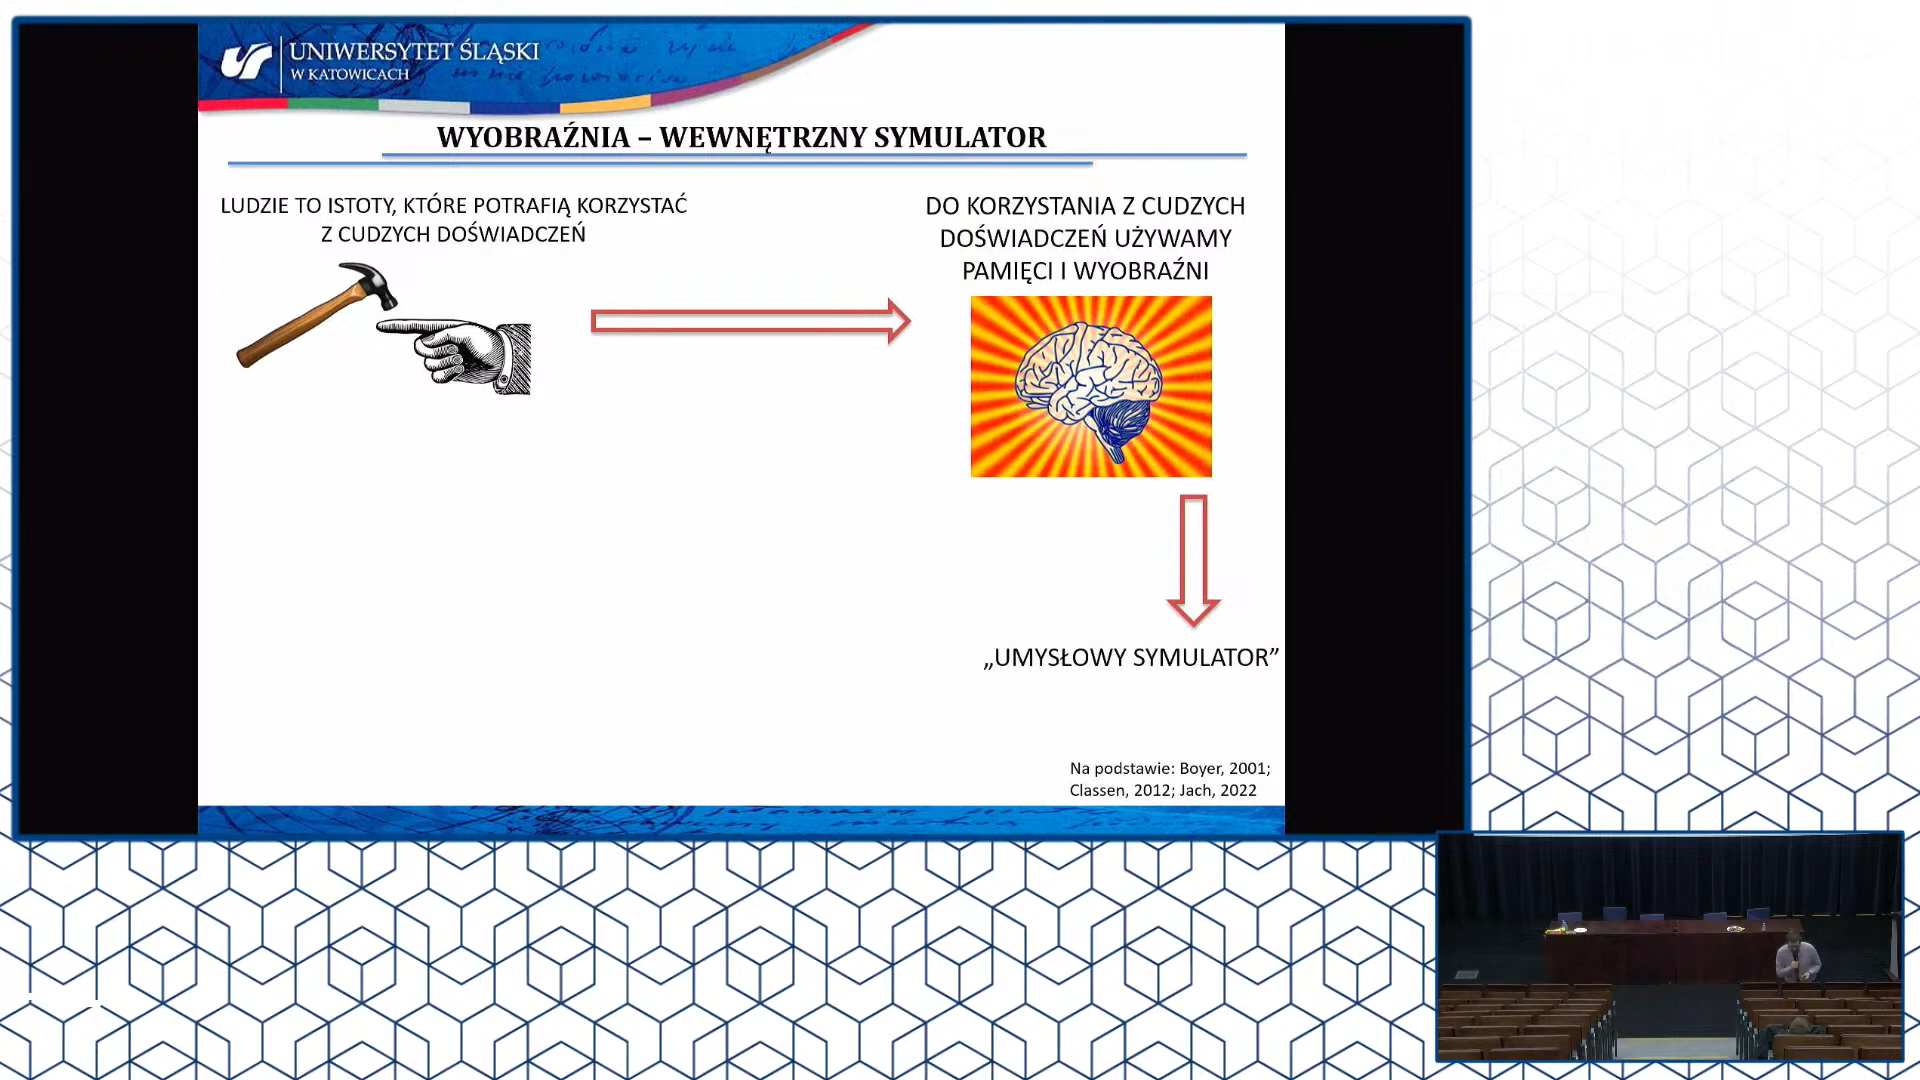 UNIWERSYTET ŚLĄSKI
W KATOWICACH
WYOBRAŹNIA – WEWNĘTRZNY SYMULATOR
LUDZIE TO ISTOTY, KTÓRE POTRAFIĄ KORZYSTAĆ
Z CUDZYCH DOŚWIADCZEŃ
DO KORZYSTANIA Z CUDZYCH
DOŚWIADCZEŃ UŻYWAMY
PAMIĘCI I WYOBRAŹNI
„UMYSŁOWY SYMULATOR”
Na podstawie: Boyer, 2001;
Classen, 2012; Jach, 2022